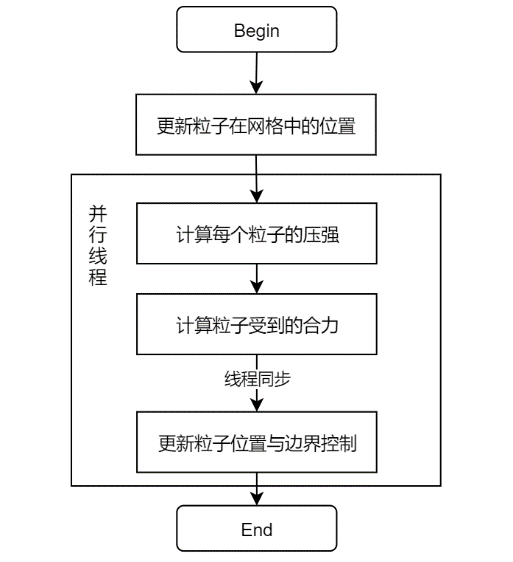 Begin
更新粒子在网格中的位置
并行线程
计算每个粒子的压强
计算粒子受到的合力
线程同步
更新粒子位置与边界控制
End